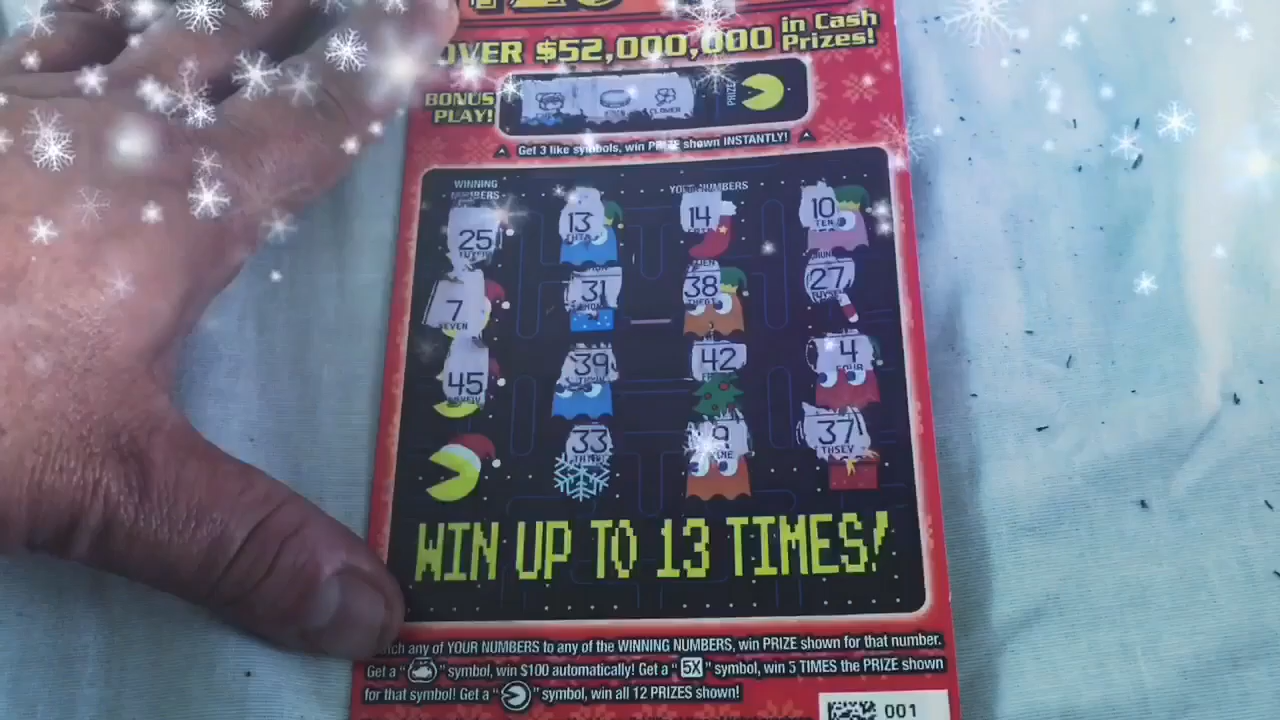 OVER $52,000,000 in Cash Prizes!
BONUS PLAY!
CLOVER
PRIZE
Get 3 like symbols, win PRIZE shown INSTANTLY!
WINNING NUMBERS
YOUR NUMBERS
25
13
14
10
TEN
7
SEVEN
31
38
27
45
39
42
4
FOUR
33
9
37
THSEV
WIN UP TO 13 TIMES!
any of YOUR NUMBERS to any of the WINNING NUMBERS, win PRIZE shown for that number.
Get a " " symbol, win $100 automatically! Get a "5X" symbol, win 5 TIMES the PRIZE shown
for that symbol! Get a " " symbol, win all 12 PRIZES shown!
001